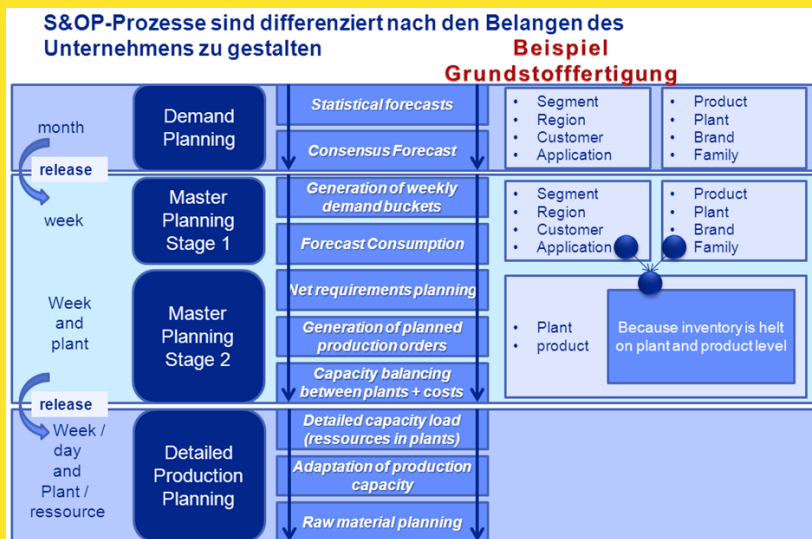 S&OP-Prozesse sind differenziert nach den Belangen des
Unternehmens zu gestalten
Beispiel
Grundstofffertigung
month
release
week
Week
and
plant
release
Week /
day
and
Plant /
ressource
Demand
Planning
Master
Planning
Stage 1
Master
Planning
Stage 2
Detailed
Production
Planning
Statistical forecasts
Consensus Forecast
Generation of weekly
demand buckets
Forecast Consumption
Net requirements planning
Generation of planned
production orders
Capacity balancing
between plants + costs
Detailed capacity load
(ressources in plants)
Adaptation of production
capacity
Raw material planning
• Segment
• Region
• Customer
• Application
• Product
• Plant
• Brand
• Family
• Segment
• Region
• Customer
• Application
• Product
• Plant
• Brand
• Family
• Plant
• product
Because inventory is helt
on plant and product level